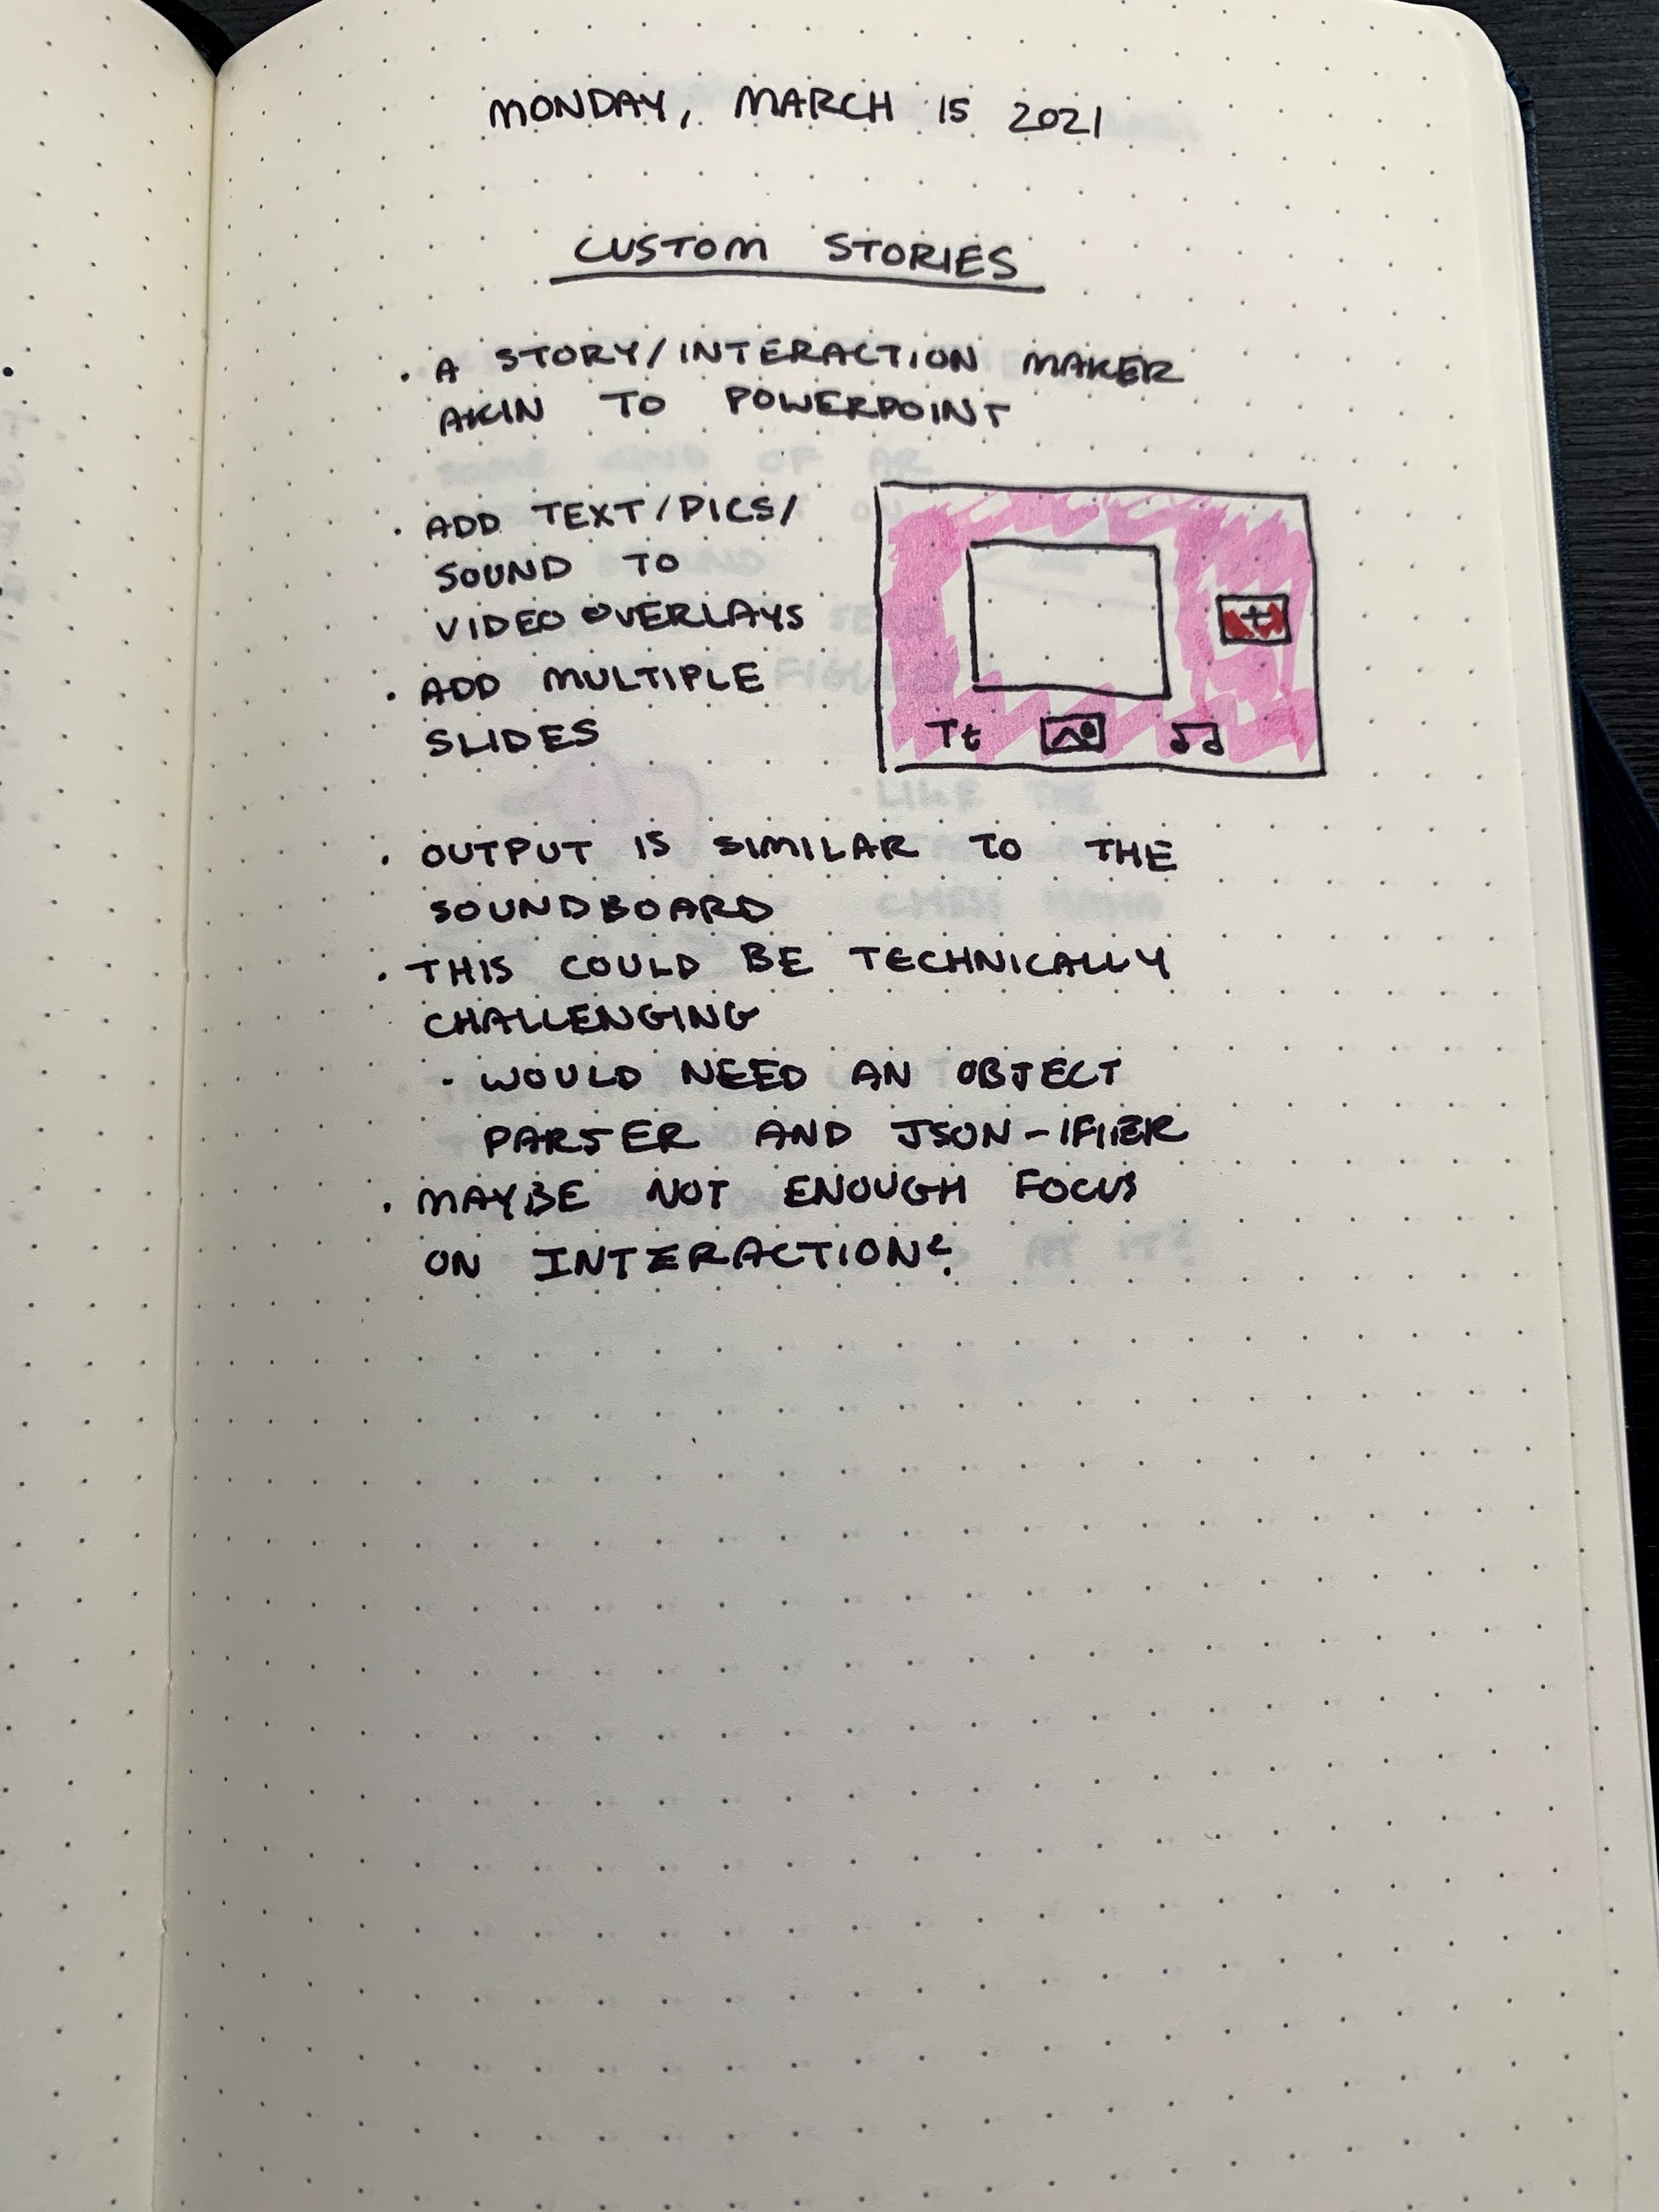 MONDAY, MARCH 15 2021
CUSTOM STORIES
· A STORY/INTERACTION MAKER
AKIN TO POWERPOINT
· ADD TEXT/PICS/
SOUND TO
VIDEO OVERLAYS
· ADD MULTIPLE
SLIDES
+
Tt
· OUTPUT IS SIMILAR TO THE
SOUNDBOARD
· THIS COULD BE TECHNICALLY
CHALLENGING
- WOULD NEED AN OBJECT
PARSER AND JSON-IFIER
· MAYBE NOT ENOUGH FOCUS
ON INTERACTION?